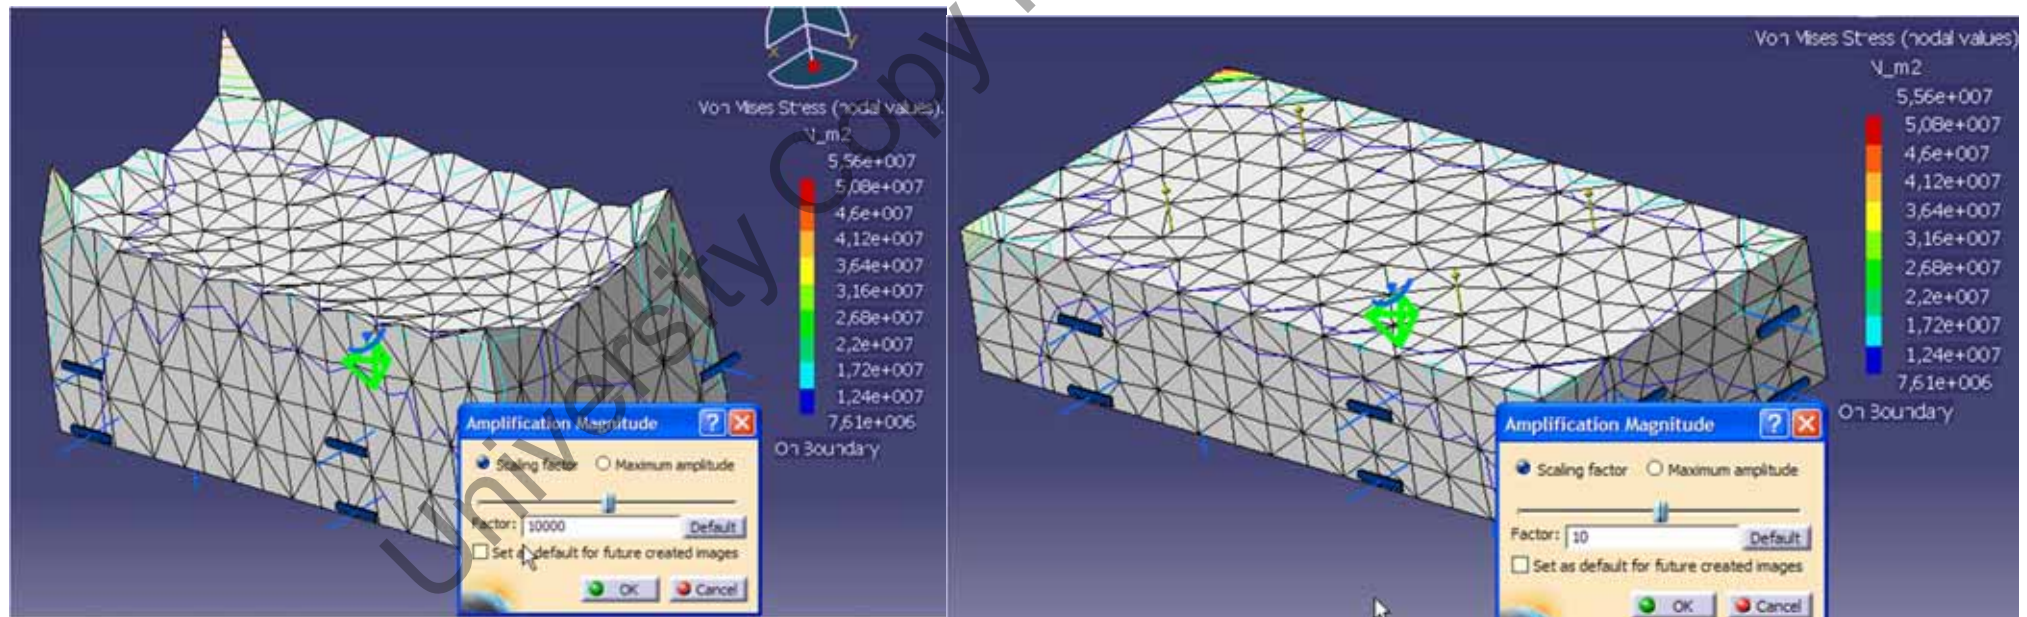 X
Y
Von Mises Stress (nodal values).
N_m2
5,56e+007
5,08e+007
4,6e+007
4,12e+007
3,64e+007
3,16e+007
2,68e+007
2,2e+007
1,72e+007
1,24e+007
7,61e+006
On Boundary
Amplification Magnitude
Scaling factor
Maximum amplitude
Factor: 10000
Default
Set as default for future created images
OK
Cancel
Von Mises Stress (nodal values)
N_m2
5,56e+007
5,08e+007
4,6e+007
4,12e+007
3,64e+007
3,16e+007
2,68e+007
2,2e+007
1,72e+007
1,24e+007
7,61e+006
On Boundary
Amplification Magnitude
Scaling factor
Maximum amplitude
Factor: 10
Default
Set as default for future created images
OK
Cancel
University Copy